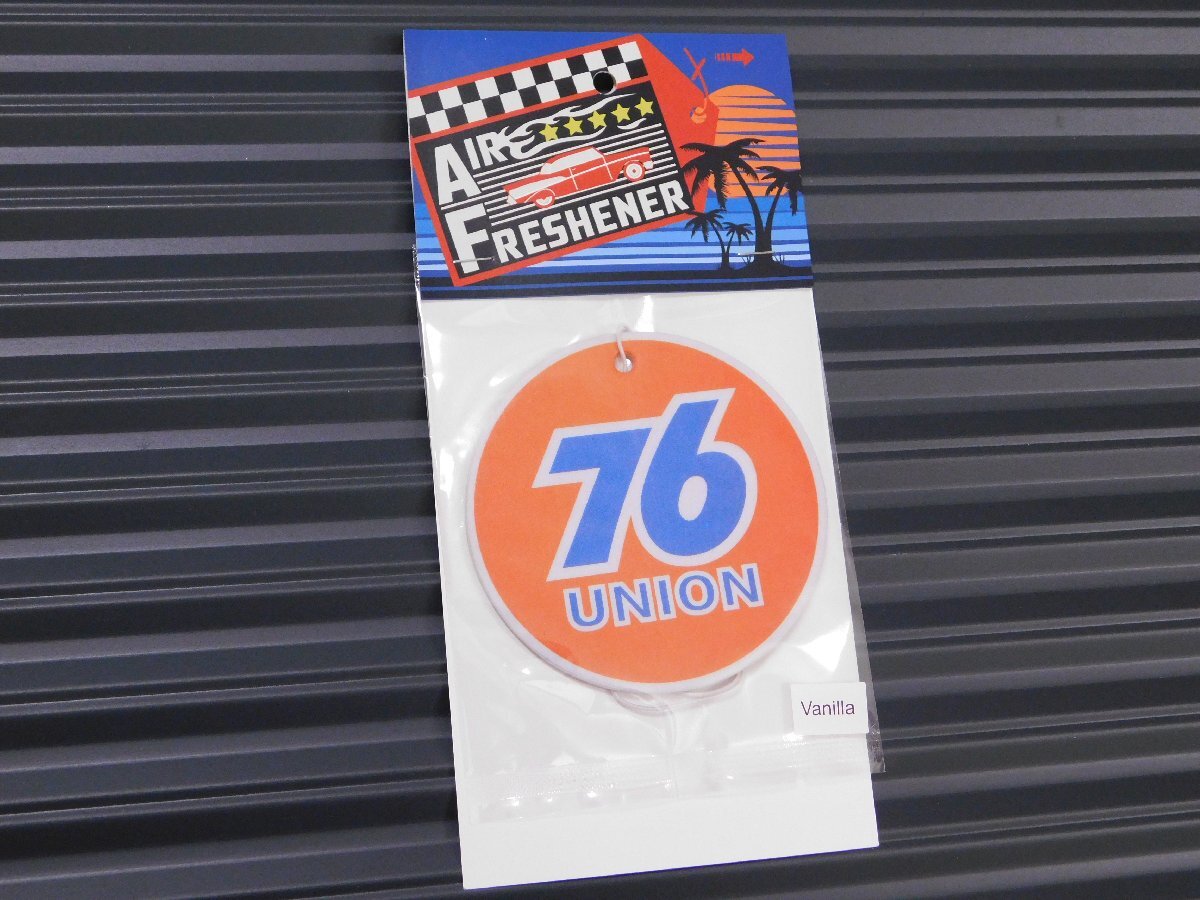 AIR
FRESHENER
76
UNION
Vanilla